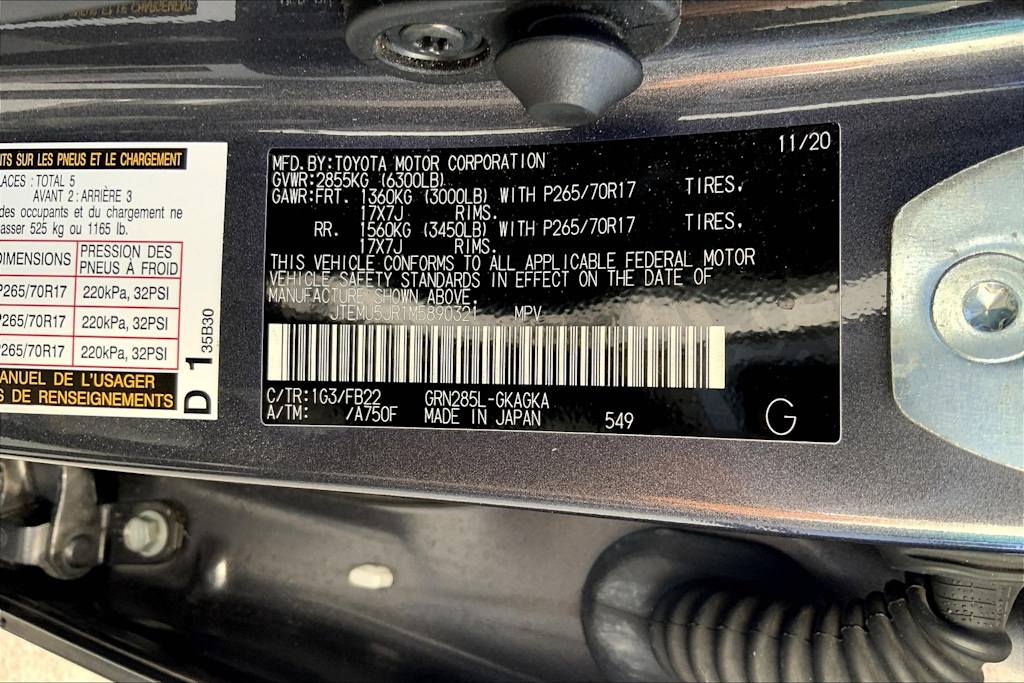 NTS SUR LES PNEUS ET LE CHARGEMENT
LACES : TOTAL 5
AVANT 2 : ARRIÈRE 3
des occupants et du chargement ne
asser 525 kg ou 1165 lb.
DIMENSIONS PRESSION DES PNEUS À FROID
P265/70R17 220kPa, 32PSI
P265/70R17 220kPa, 32PSI
P265/70R17 220kPa, 32PSI
MANUEL DE L'USAGER
S DE RENSEIGNEMENTS
D 1 35B30
11/20
MFD. BY: TOYOTA MOTOR CORPORATION
GVWR: 2855KG (6300LB)
GAWR: FRT. 1360KG (3000LB) WITH P265/70R17 TIRES,
17X7J RIMS.
RR. 1560KG (3450LB) WITH P265/70R17 TIRES,
17X7J RIMS.
THIS VEHICLE CONFORMS TO ALL APPLICABLE FEDERAL MOTOR
VEHICLE SAFETY STANDARDS IN EFFECT ON THE DATE OF
MANUFACTURE SHOWN ABOVE.
JTEMU5JR1M5890321 MPV
C/TR: 1G3/FB22 GRN285L-GKAGKA
A/TM: /A750F MADE IN JAPAN 549
G